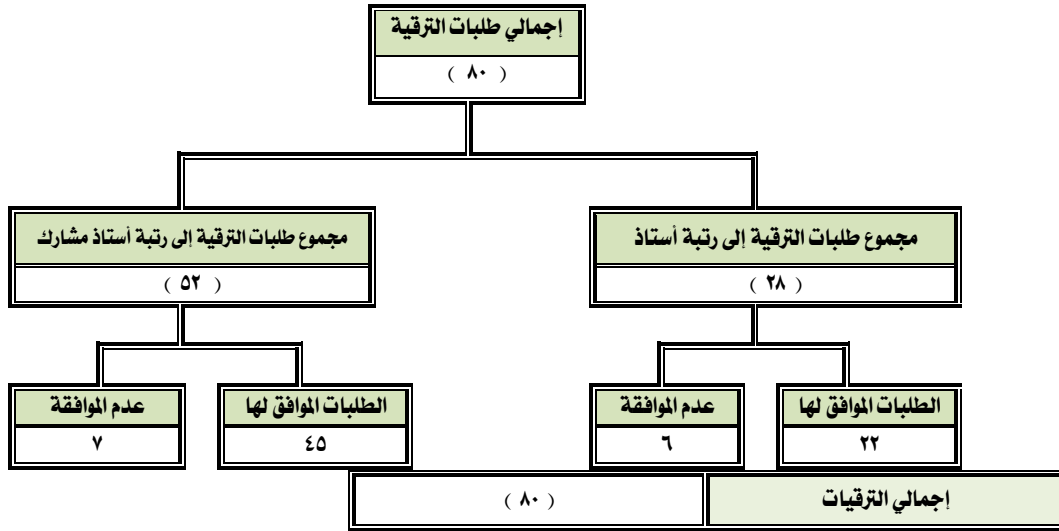 إجمالي طلبات الترقية
( ٨٠ )
مجموع طلبات الترقية إلى رتبة أستاذ
( ٢٨ )
مجموع طلبات الترقية إلى رتبة أستاذ مشارك
( ٥٢ )
الطلبات الموافق لها
٢٢
عدم الموافقة
٦
الطلبات الموافق لها
٤٥
عدم الموافقة
٧
إجمالي الترقيات
( ٨٠ )